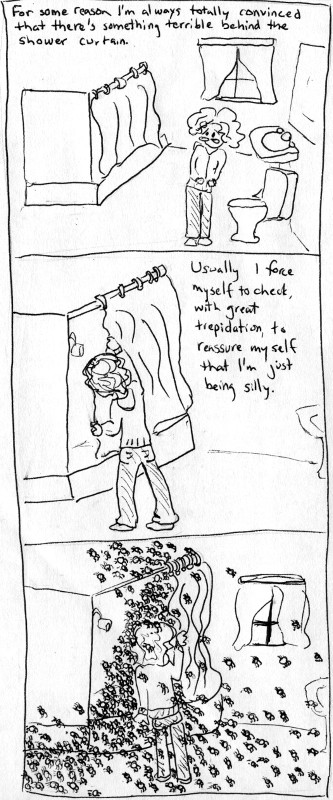 For some reason I'm always totally convinced
that there's something terrible behind the
shower curtain.
Usually I force
myself to check,
with great
trepidation, to
reassure myself
that I'm just
being silly.